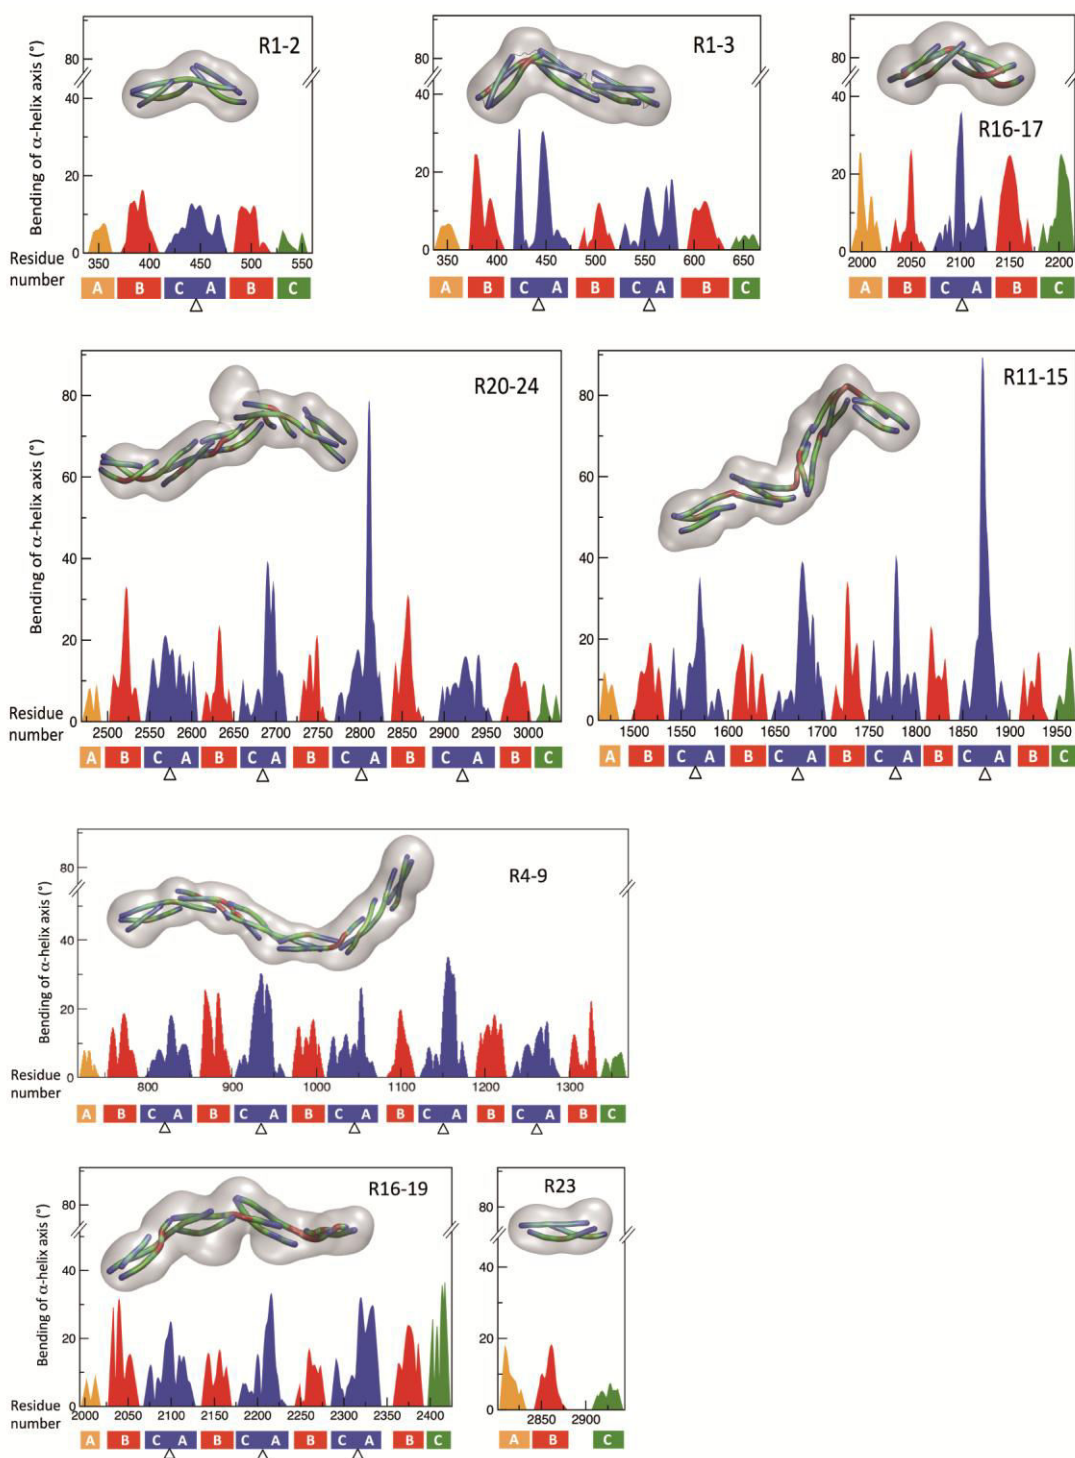 R1-2
R1-3
R16-17
Bending of α-helix axis (°)
80
40
20
0
80
40
20
0
80
40
20
0
Residue
number
350 400 450 500 550
350 400 450 500 550 600 650
2000 2050 2100 2150 2200
A B C A B C
A B C A B C A B C
A B C A B C
R20-24
R11-15
Bending of α-helix axis (°)
80
60
40
20
0
80
60
40
20
0
Residue
number
2500 2550 2600 2650 2700 2750 2800 2850 2900 2950 3000
1500 1550 1600 1650 1700 1750 1800 1850 1900 1950
A B C A B C A B C A B C A B C
A B C A B C A B C A B C A B C
R4-9
Bending of α-helix axis (°)
80
40
20
0
Residue
number
800 900 1000 1100 1200 1300
A B C A B C A B C A B C A B C A B C
R16-19
R23
Bending of α-helix axis (°)
80
40
20
0
80
40
20
0
Residue
number
2000 2050 2100 2150 2200 2250 2300 2350 2400
2850 2900
A B C A B C A B C A B C
A B C